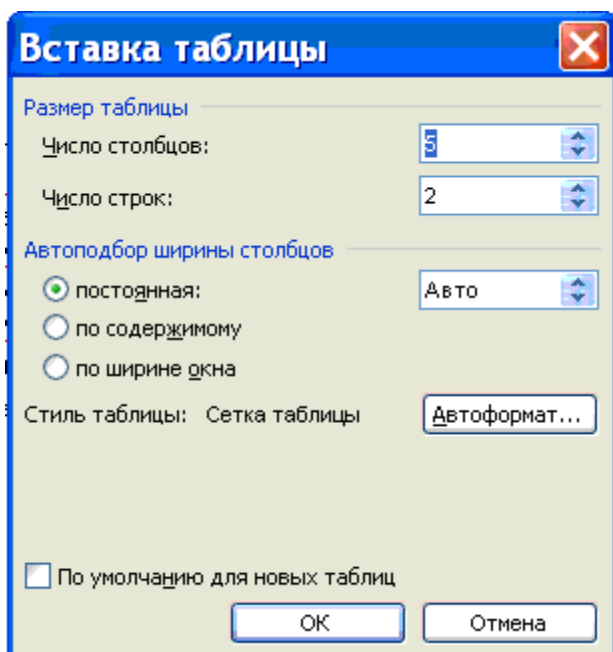 Вставка таблицы
Размер таблицы
Число столбцов: 5
Число строк: 2
Автоподбор ширины столбцов
постоянная: Авто
по содержимому
по ширине окна
Стиль таблицы: Сетка таблицы Автоформат...
По умолчанию для новых таблиц
ОК Отмена